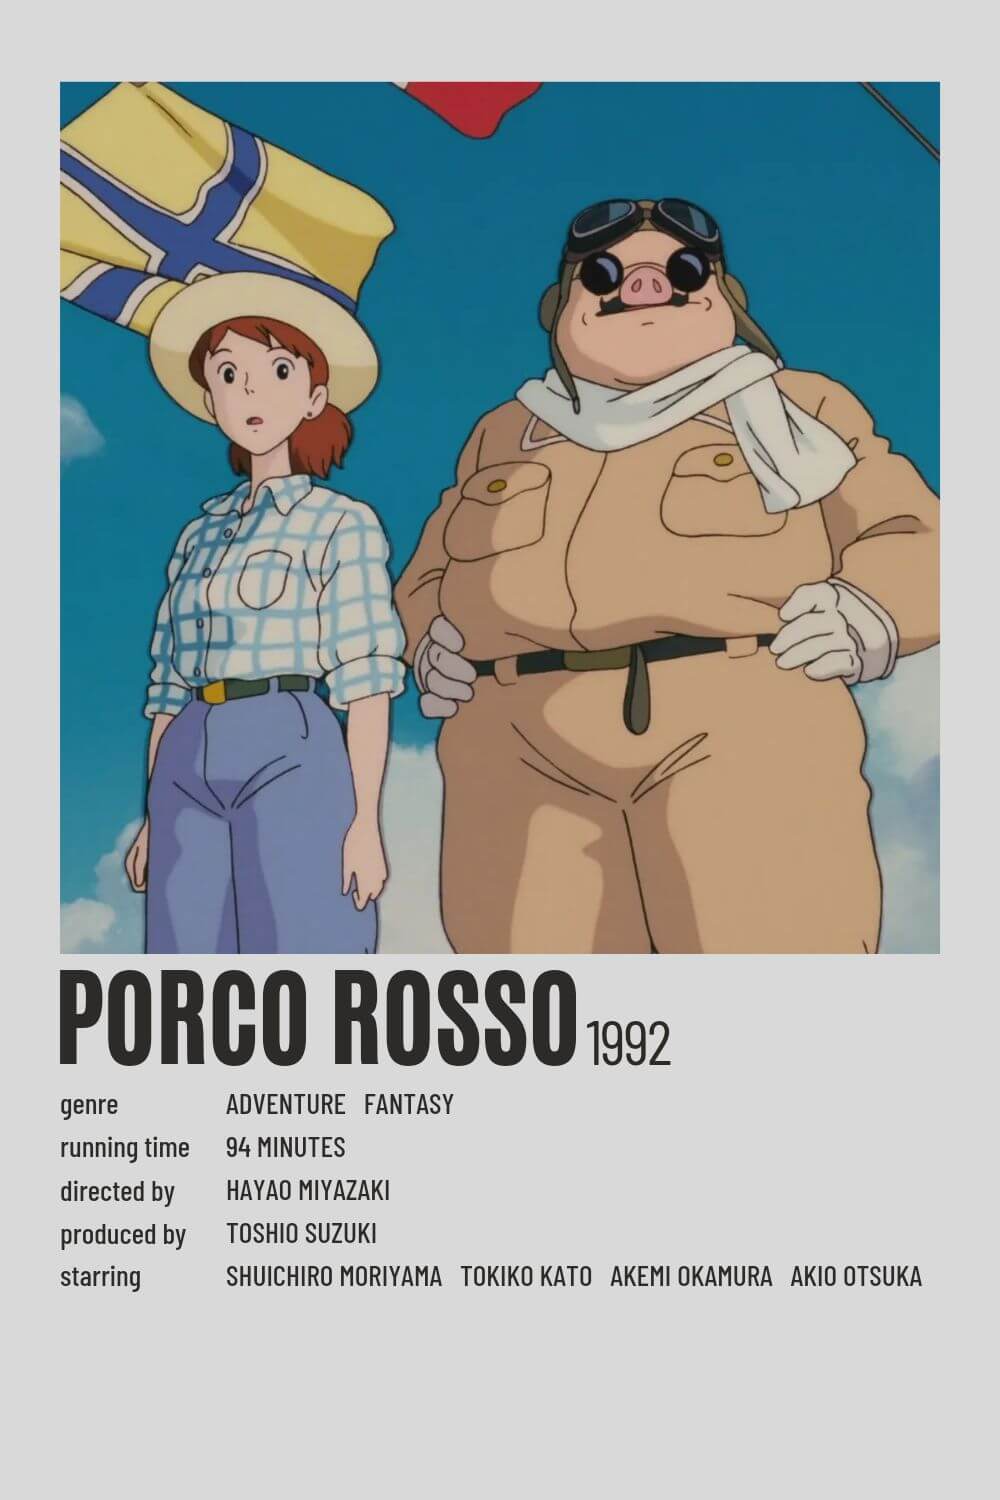 PORCO ROSSO 1992
genre ADVENTURE FANTASY
running time 94 MINUTES
directed by HAYAO MIYAZAKI
produced by TOSHIO SUZUKI
starring SHUICHIRO MORIYAMA TOKIKO KATO AKEMI OKAMURA AKIO OTSUKA